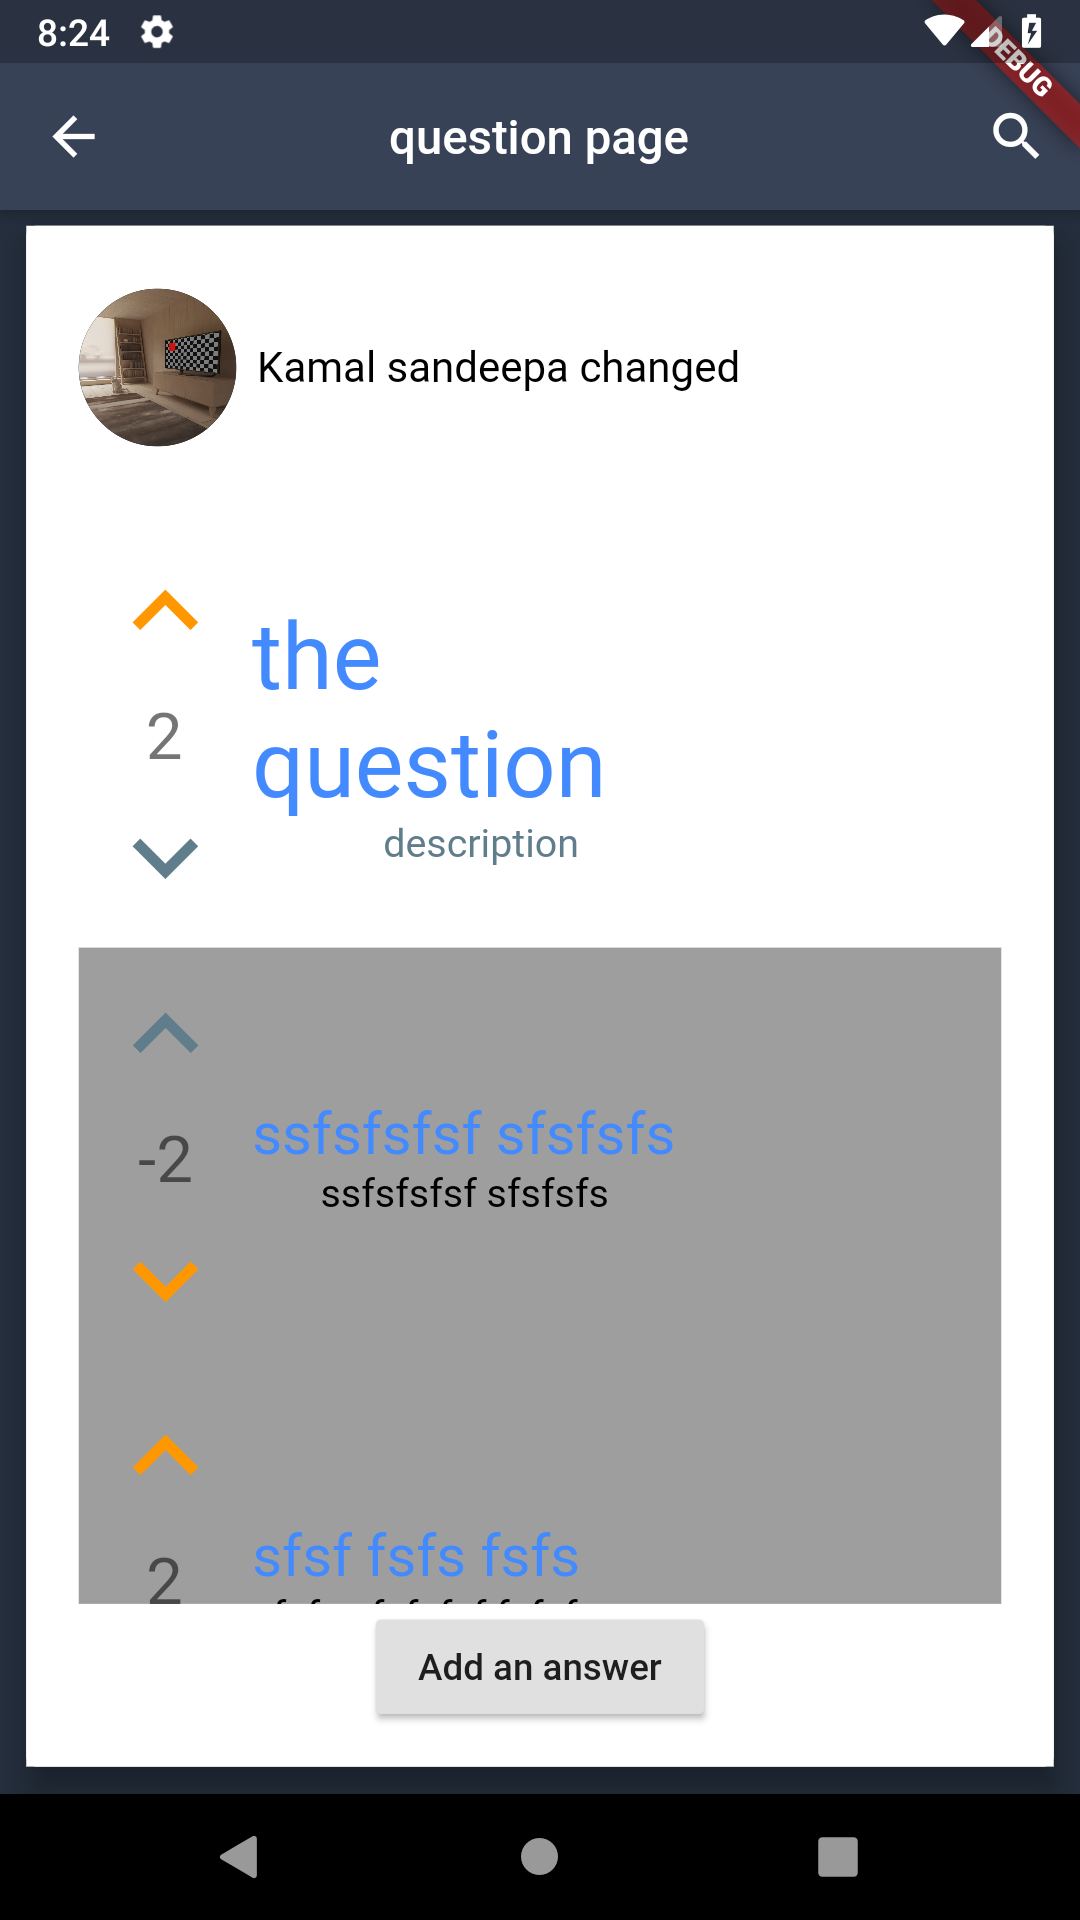 8:24
DEBUG
question page
Kamal sandeepa changed
the
question
2
description
ssfsfsfsf sfsfsfs
-2
ssfsfsfsf sfsfsfs
sfsf fsfs fsfs
2
Add an answer